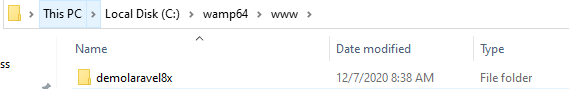 This PC > Local Disk (C:) > wamp64 > www >
Name Date modified Type
ss demolaravel8x 12/7/2020 8:38 AM File folder